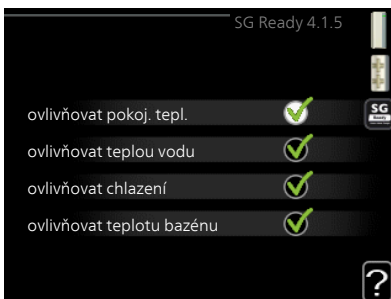 SG Ready 4.1.5
SG
Ready
ovlivňovat pokoj. tepl.
ovlivňovat teplou vodu
ovlivňovat chlazení
ovlivňovat teplotu bazénu
?